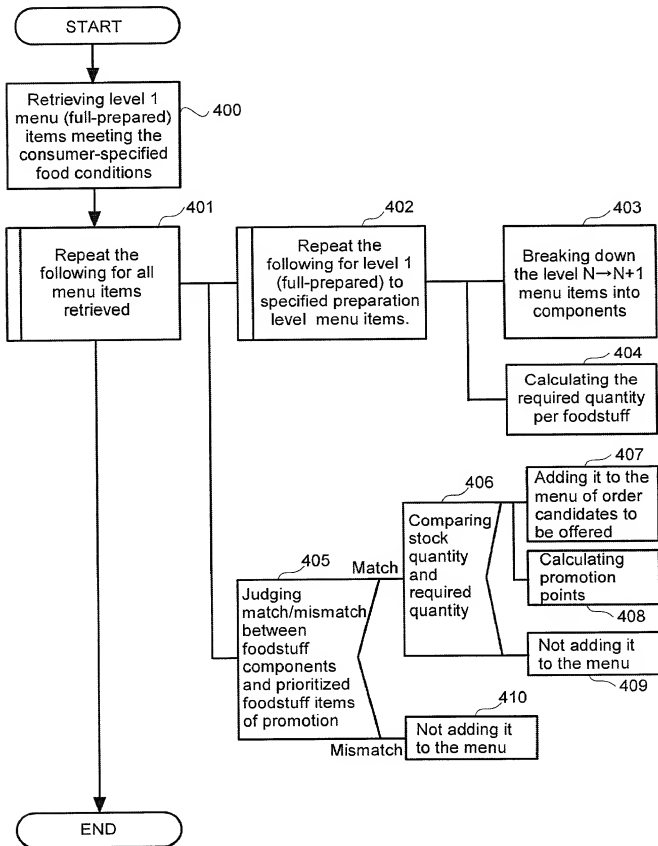 START
Retrieving level 1
menu (full-prepared)
items meeting the
consumer-specified
food conditions
400
401
Repeat the
following for all
menu items
retrieved
402
Repeat the
following for level 1
(full-prepared) to
specified preparation
level menu items.
403
Breaking down
the level N→N+1
menu items into
components
404
Calculating the
required quantity
per foodstuff
405
Judging
match/mismatch
between
foodstuff
components
and prioritized
foodstuff items
of promotion
Match
Mismatch
406
Comparing
stock
quantity
and
required
quantity
407
Adding it to the
menu of order
candidates to
be offered
Calculating
promotion
points
408
Not adding it
to the menu
409
410
Not adding it
to the menu
END